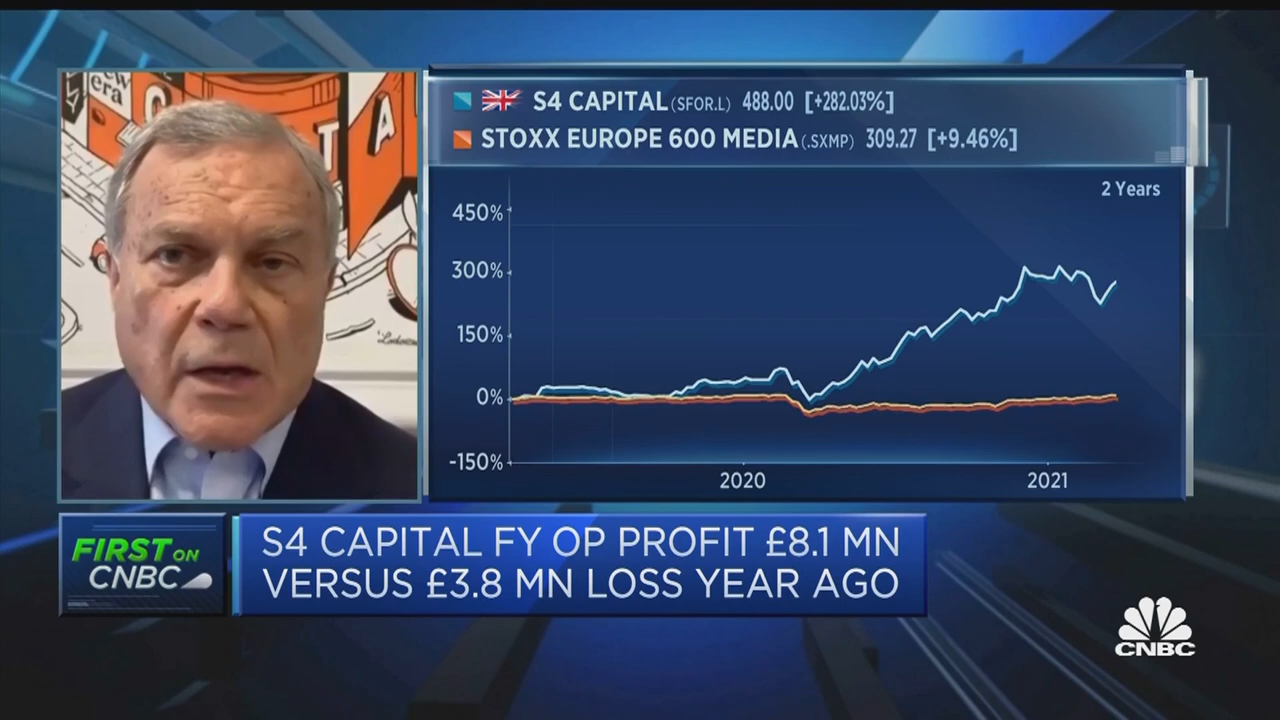 new
era
S4 CAPITAL (SFOR.L) 488.00 [+282.03%]
STOXX EUROPE 600 MEDIA (.SXMP) 309.27 [+9.46%]
2 Years
450%
300%
150%
0%
-150%
2020
2021
FIRST ON
CNBC
S4 CAPITAL FY OP PROFIT £8.1 MN
VERSUS £3.8 MN LOSS YEAR AGO
CNBC